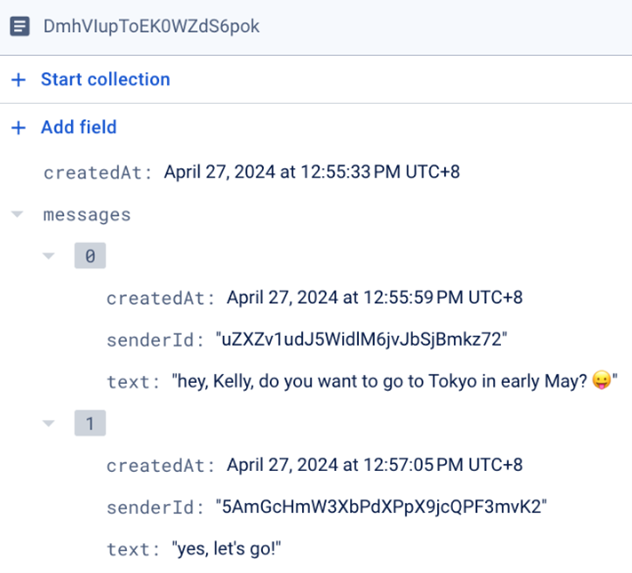 DmhVIupToEK0WZdS6pok
+ Start collection
+ Add field
createdAt: April 27, 2024 at 12:55:33 PM UTC+8
messages
0
createdAt: April 27, 2024 at 12:55:59 PM UTC+8
senderId: "uZXZv1udJ5WidlM6jvJbSjBmkz72"
text: "hey, Kelly, do you want to go to Tokyo in early May? 😛"
1
createdAt: April 27, 2024 at 12:57:05 PM UTC+8
senderId: "5AmGcHmW3XbPdXPpX9jcQPF3mvK2"
text: "yes, let's go!"